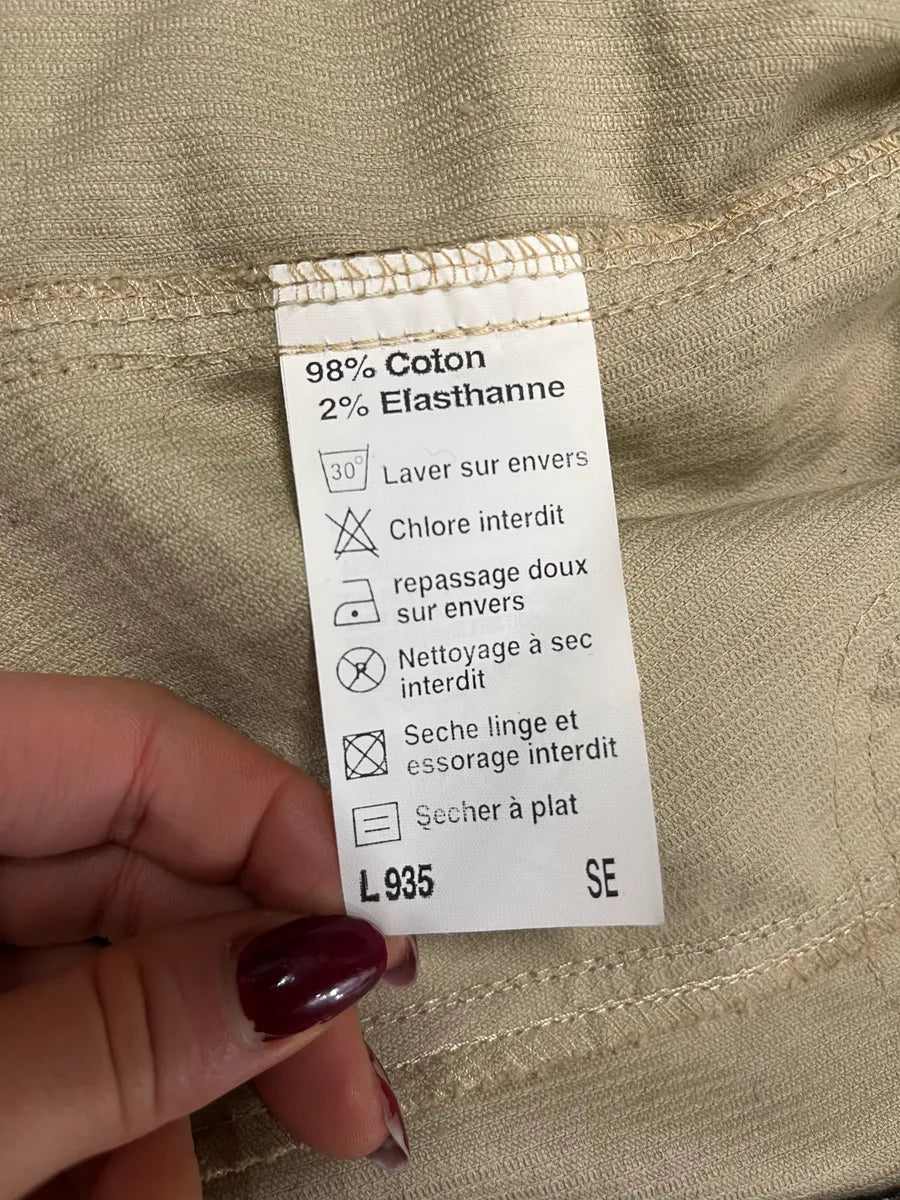 98% Coton
2% Elasthanne
30° Laver sur envers
Chlore interdit
repassage doux
sur envers
P Nettoyage à sec
interdit
Seche linge et
essorage interdit
Secher à plat
L 935 SE